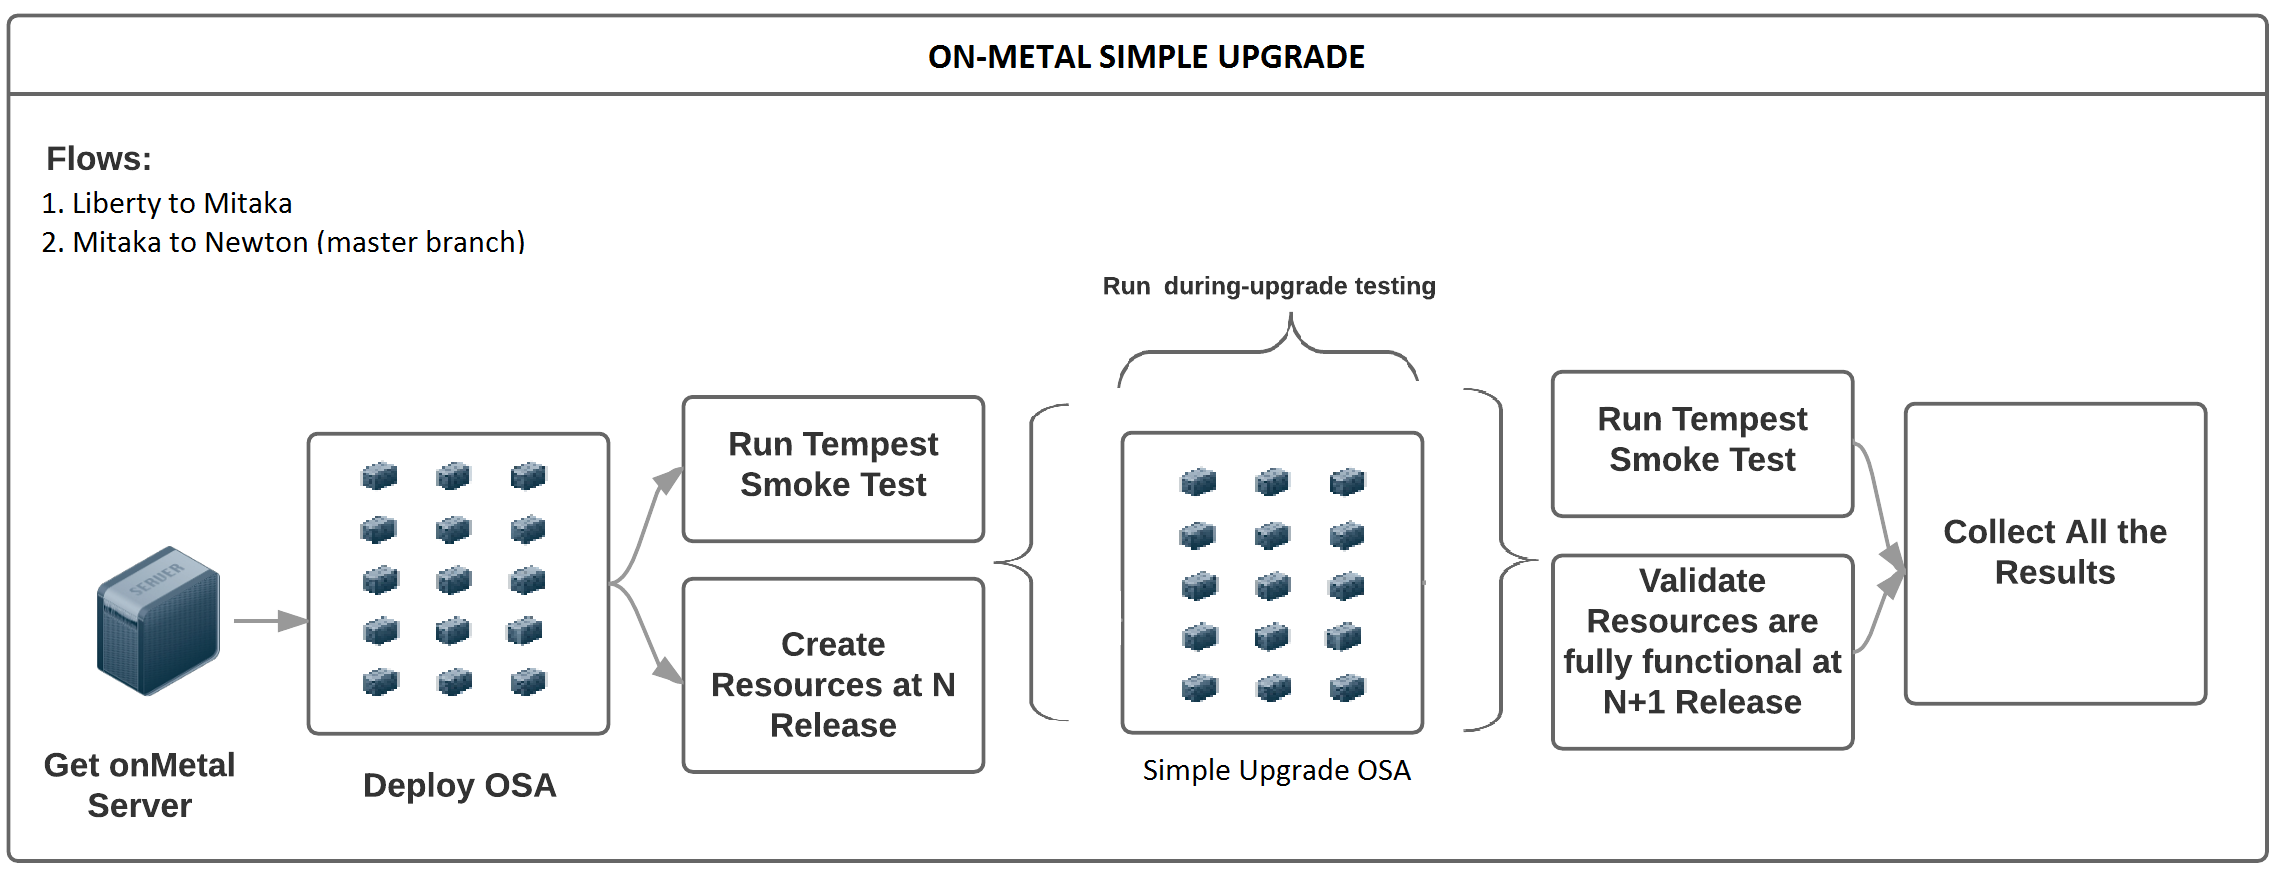 ON-METAL SIMPLE UPGRADE
Flows:
1. Liberty to Mitaka
2. Mitaka to Newton (master branch)
Run during-upgrade testing
SERVER
Get onMetal
Server
Deploy OSA
Run Tempest
Smoke Test
Create
Resources at N
Release
Simple Upgrade OSA
Run Tempest
Smoke Test
Validate
Resources are
fully functional at
N+1 Release
Collect All the
Results